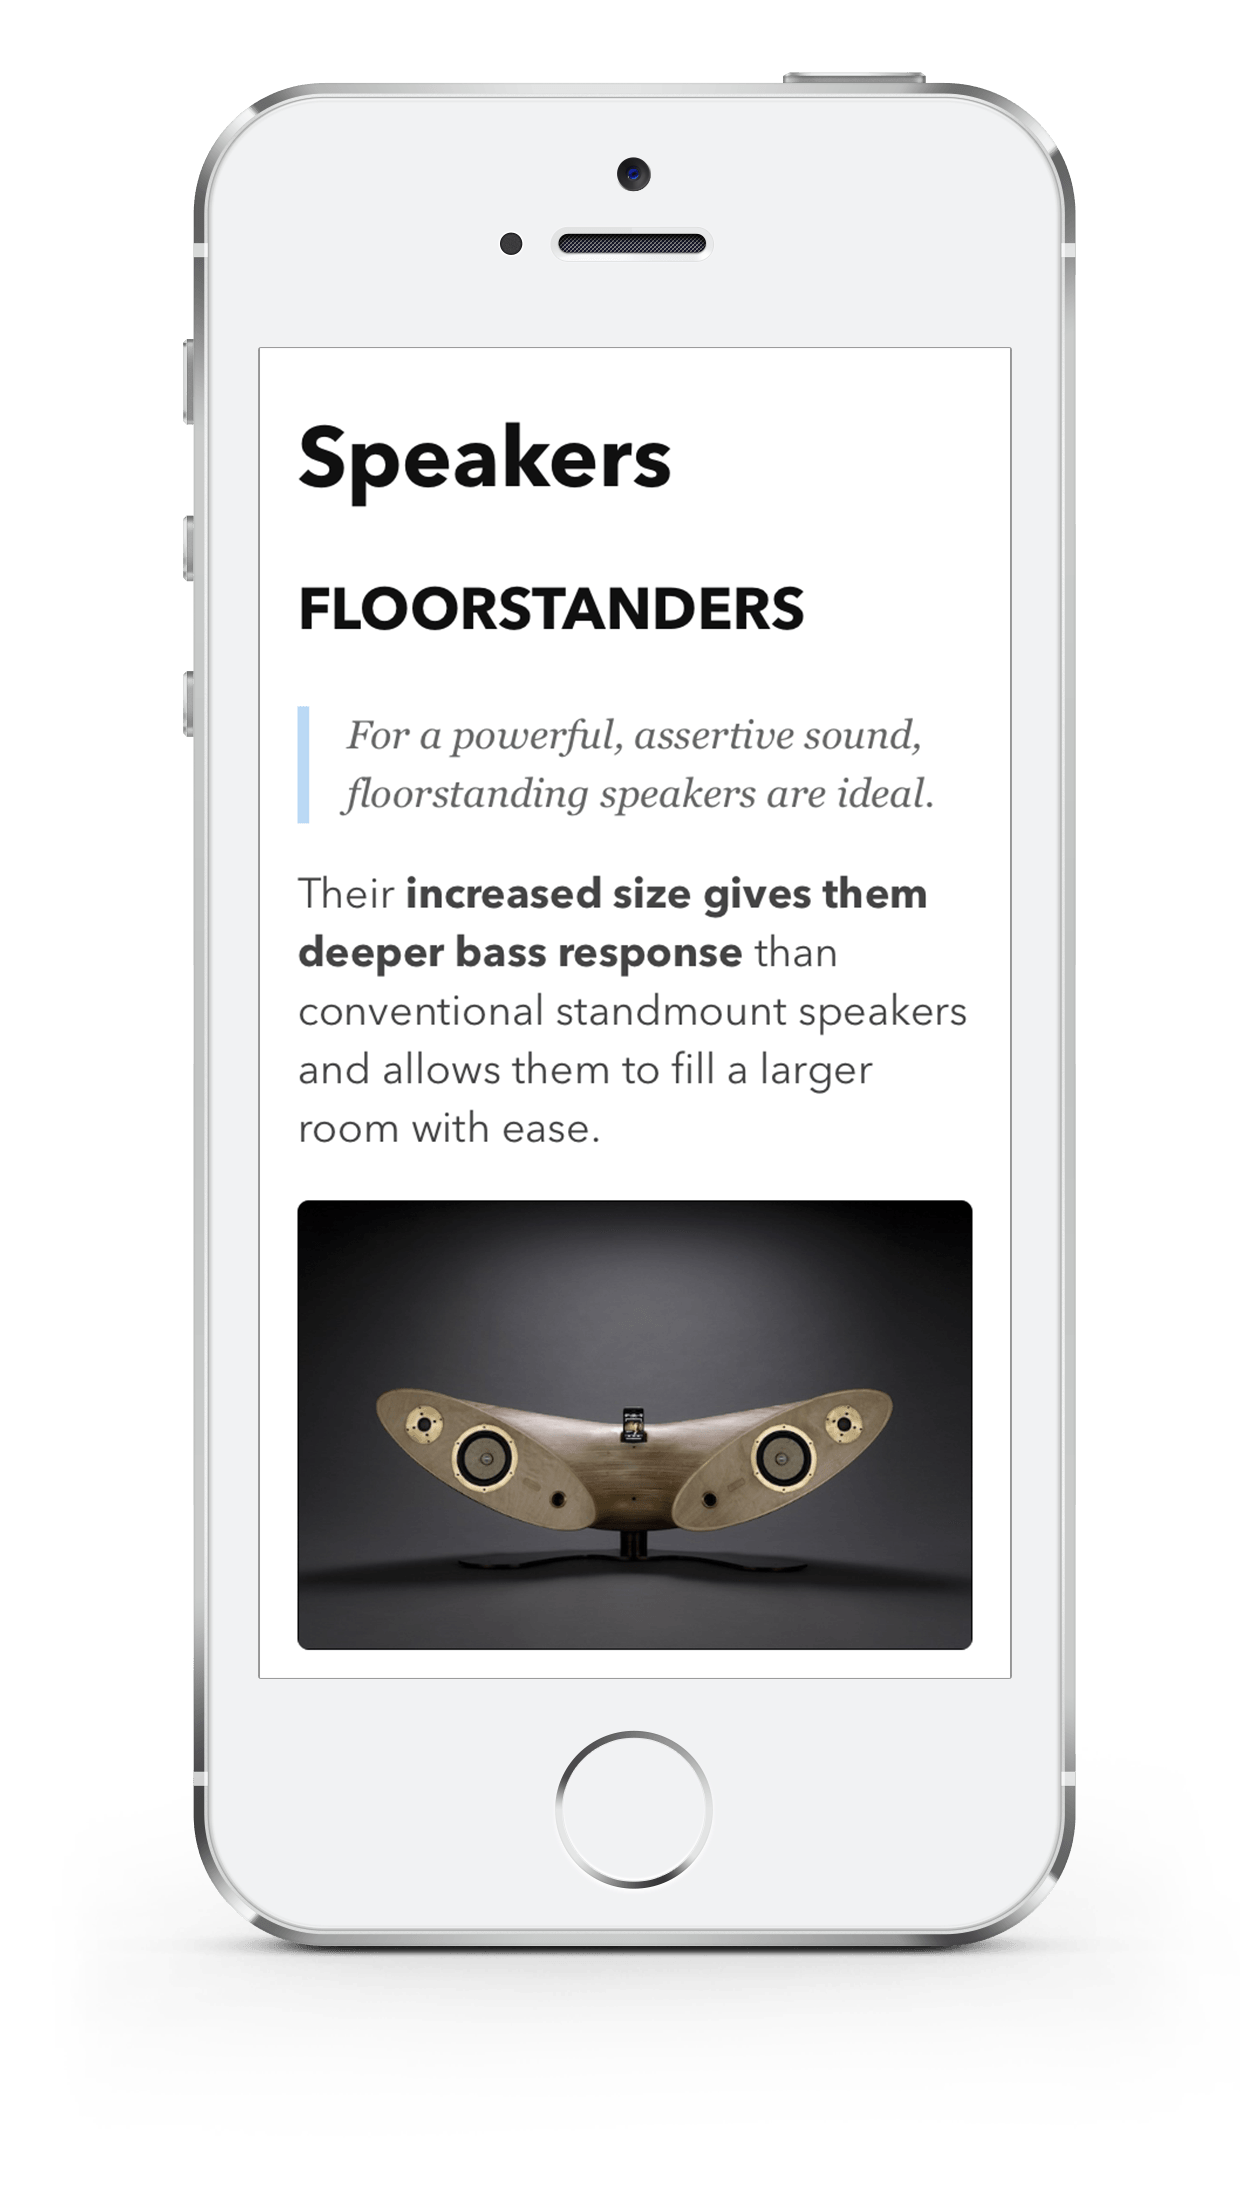 Speakers
FLOORSTANDERS
For a powerful, assertive sound,
floorstanding speakers are ideal.
Their increased size gives them
deeper bass response than
conventional standmount speakers
and allows them to fill a larger
room with ease.